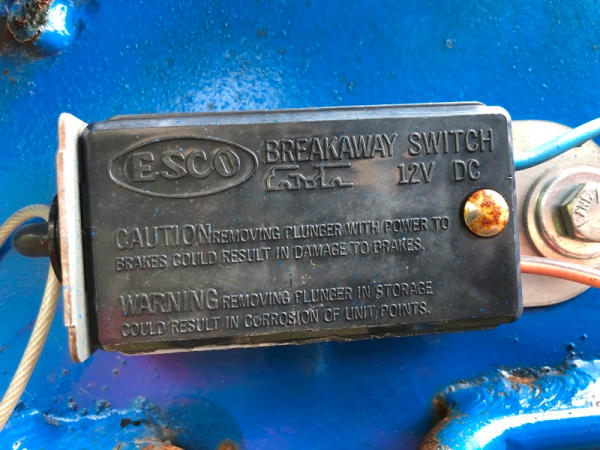 ESCO BREAKAWAY SWITCH
12V DC
CAUTION REMOVING PLUNGER WITH POWER TO
BRAKES COULD RESULT IN DAMAGE TO BRAKES.
WARNING REMOVING PLUNGER IN STORAGE
COULD RESULT IN CORROSION OF UNIT POINTS.